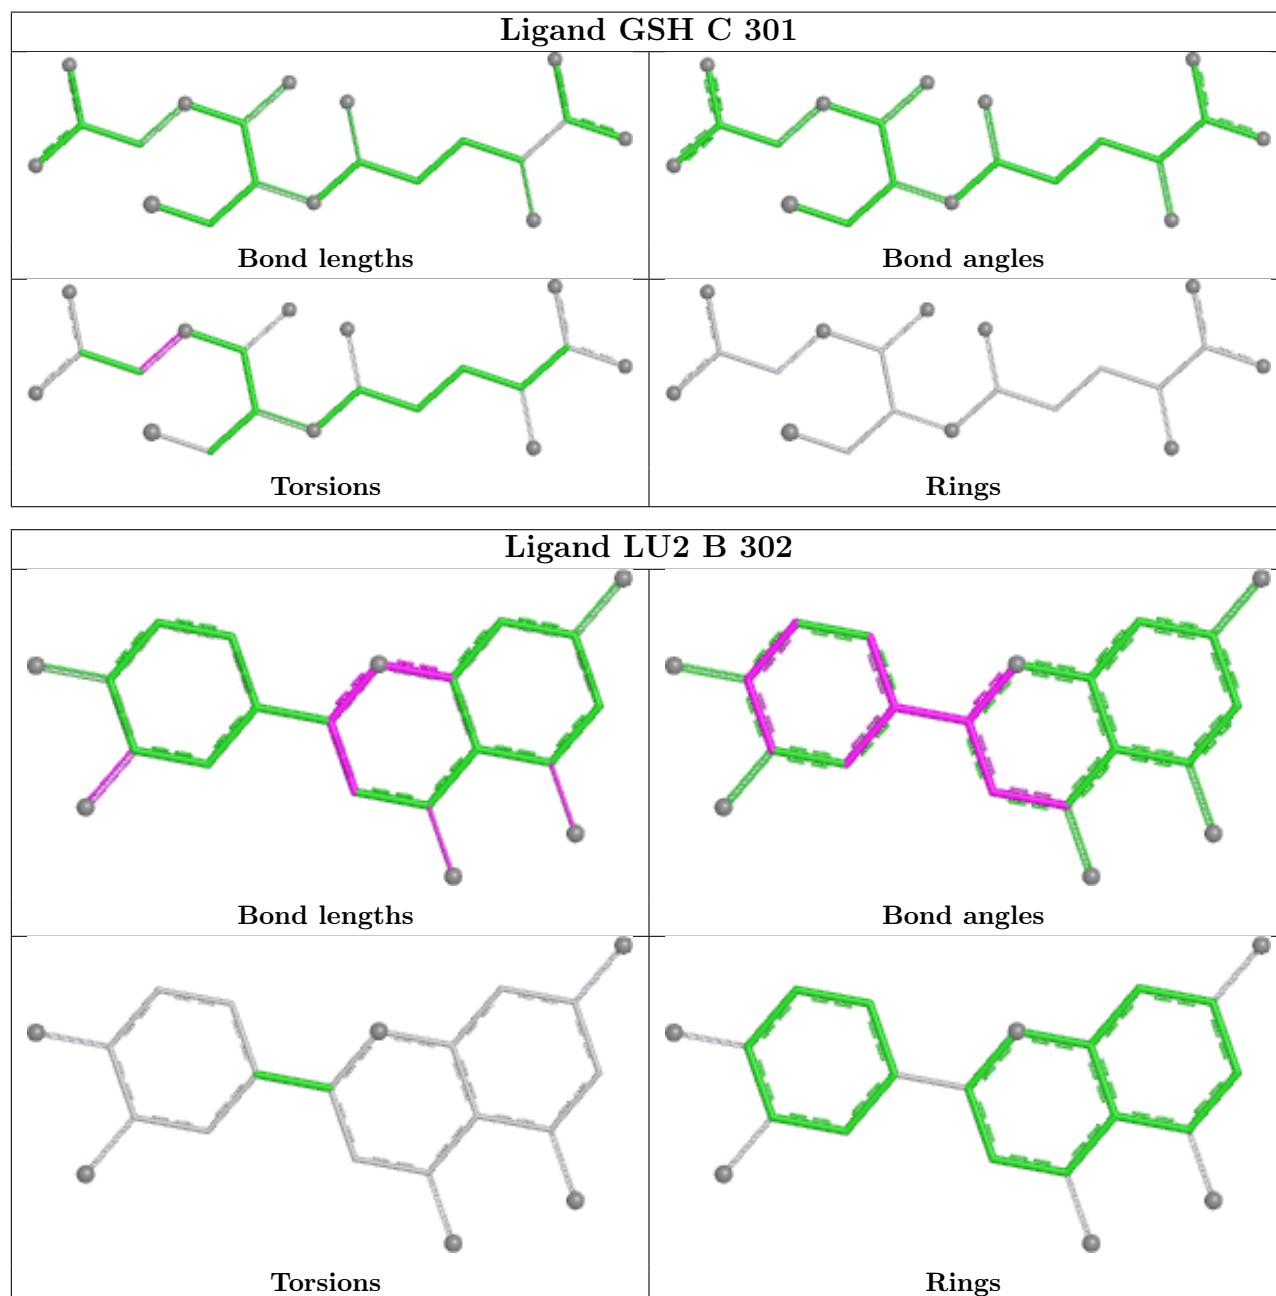 Ligand GSH C 301
Bond lengths
Bond angles
Torsions
Rings
Ligand LU2 B 302
Bond lengths
Bond angles
Torsions
Rings